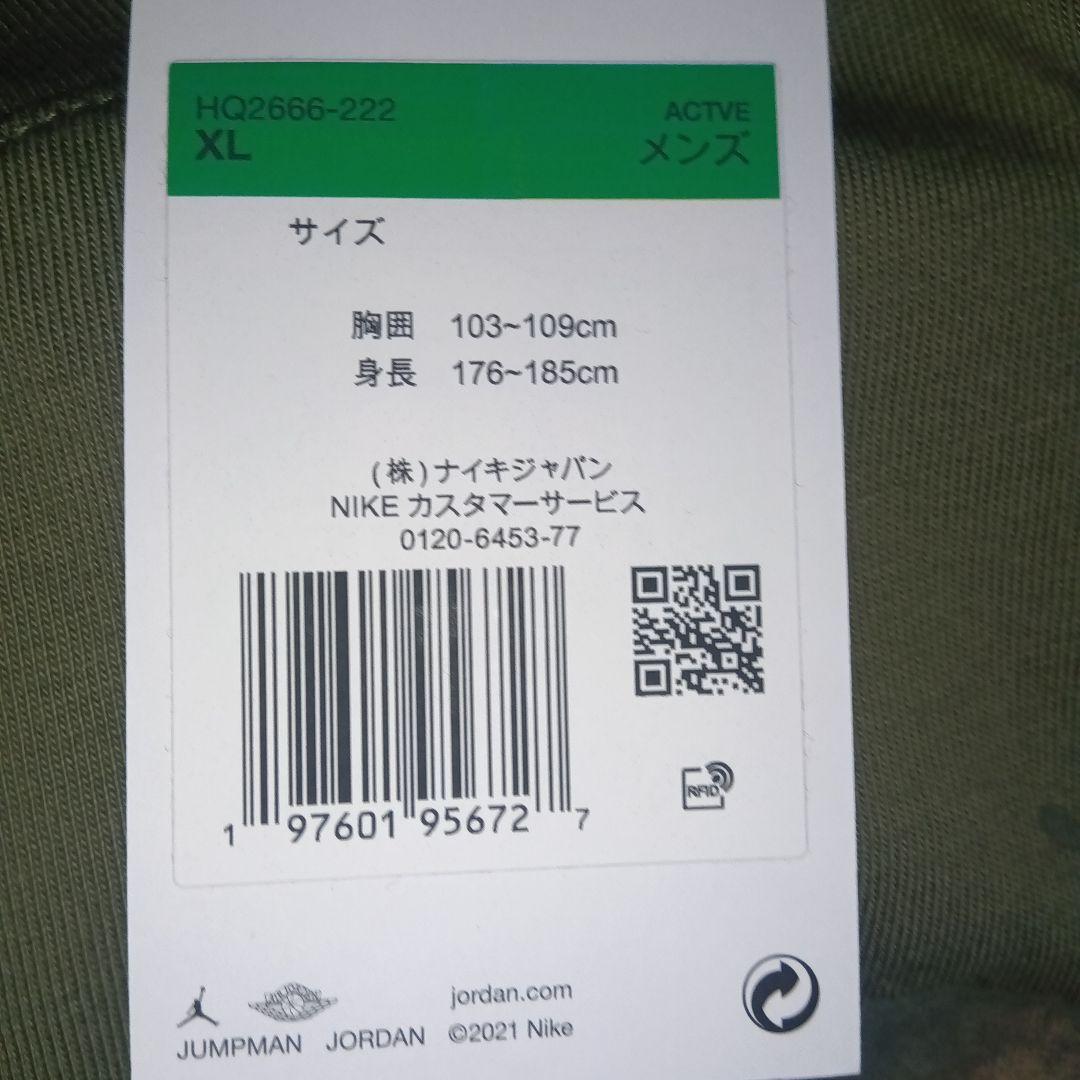 HQ2666-222
ACTVE
XL
メンズ
サイズ
胸囲 103~109cm
身長 176~185cm
(株)ナイキジャパン
NIKE カスタマーサービス
0120-6453-77
1 97601 95672 7
RFID
JUMPMAN JORDAN
jordan.com
©2021 Nike